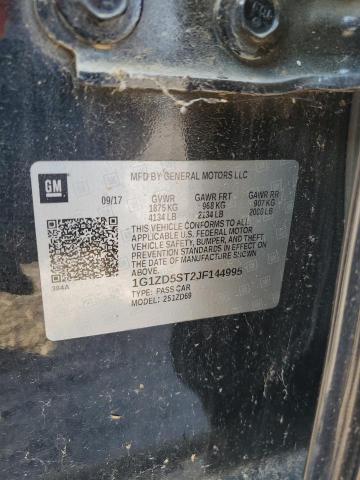 GM
MFD BY GENERAL MOTORS LLC
09/17 GVWR GAWR FRT GAWR RR
1875 KG 968 KG 907 KG
4134 LB 2134 LB 2000 LB
THIS VEHICLE CONFORMS TO ALL APPLICABLE
U.S. FEDERAL MOTOR VEHICLE
SAFETY, BUMPER, AND THEFT
PREVENTION STANDARDS IN EFFECT
ON THE DATE OF MANUFACTURE SHOWN
ABOVE.
1G1ZD5ST2JF144995
TYPE: PASS CAR
MODEL: 251ZD69
384A